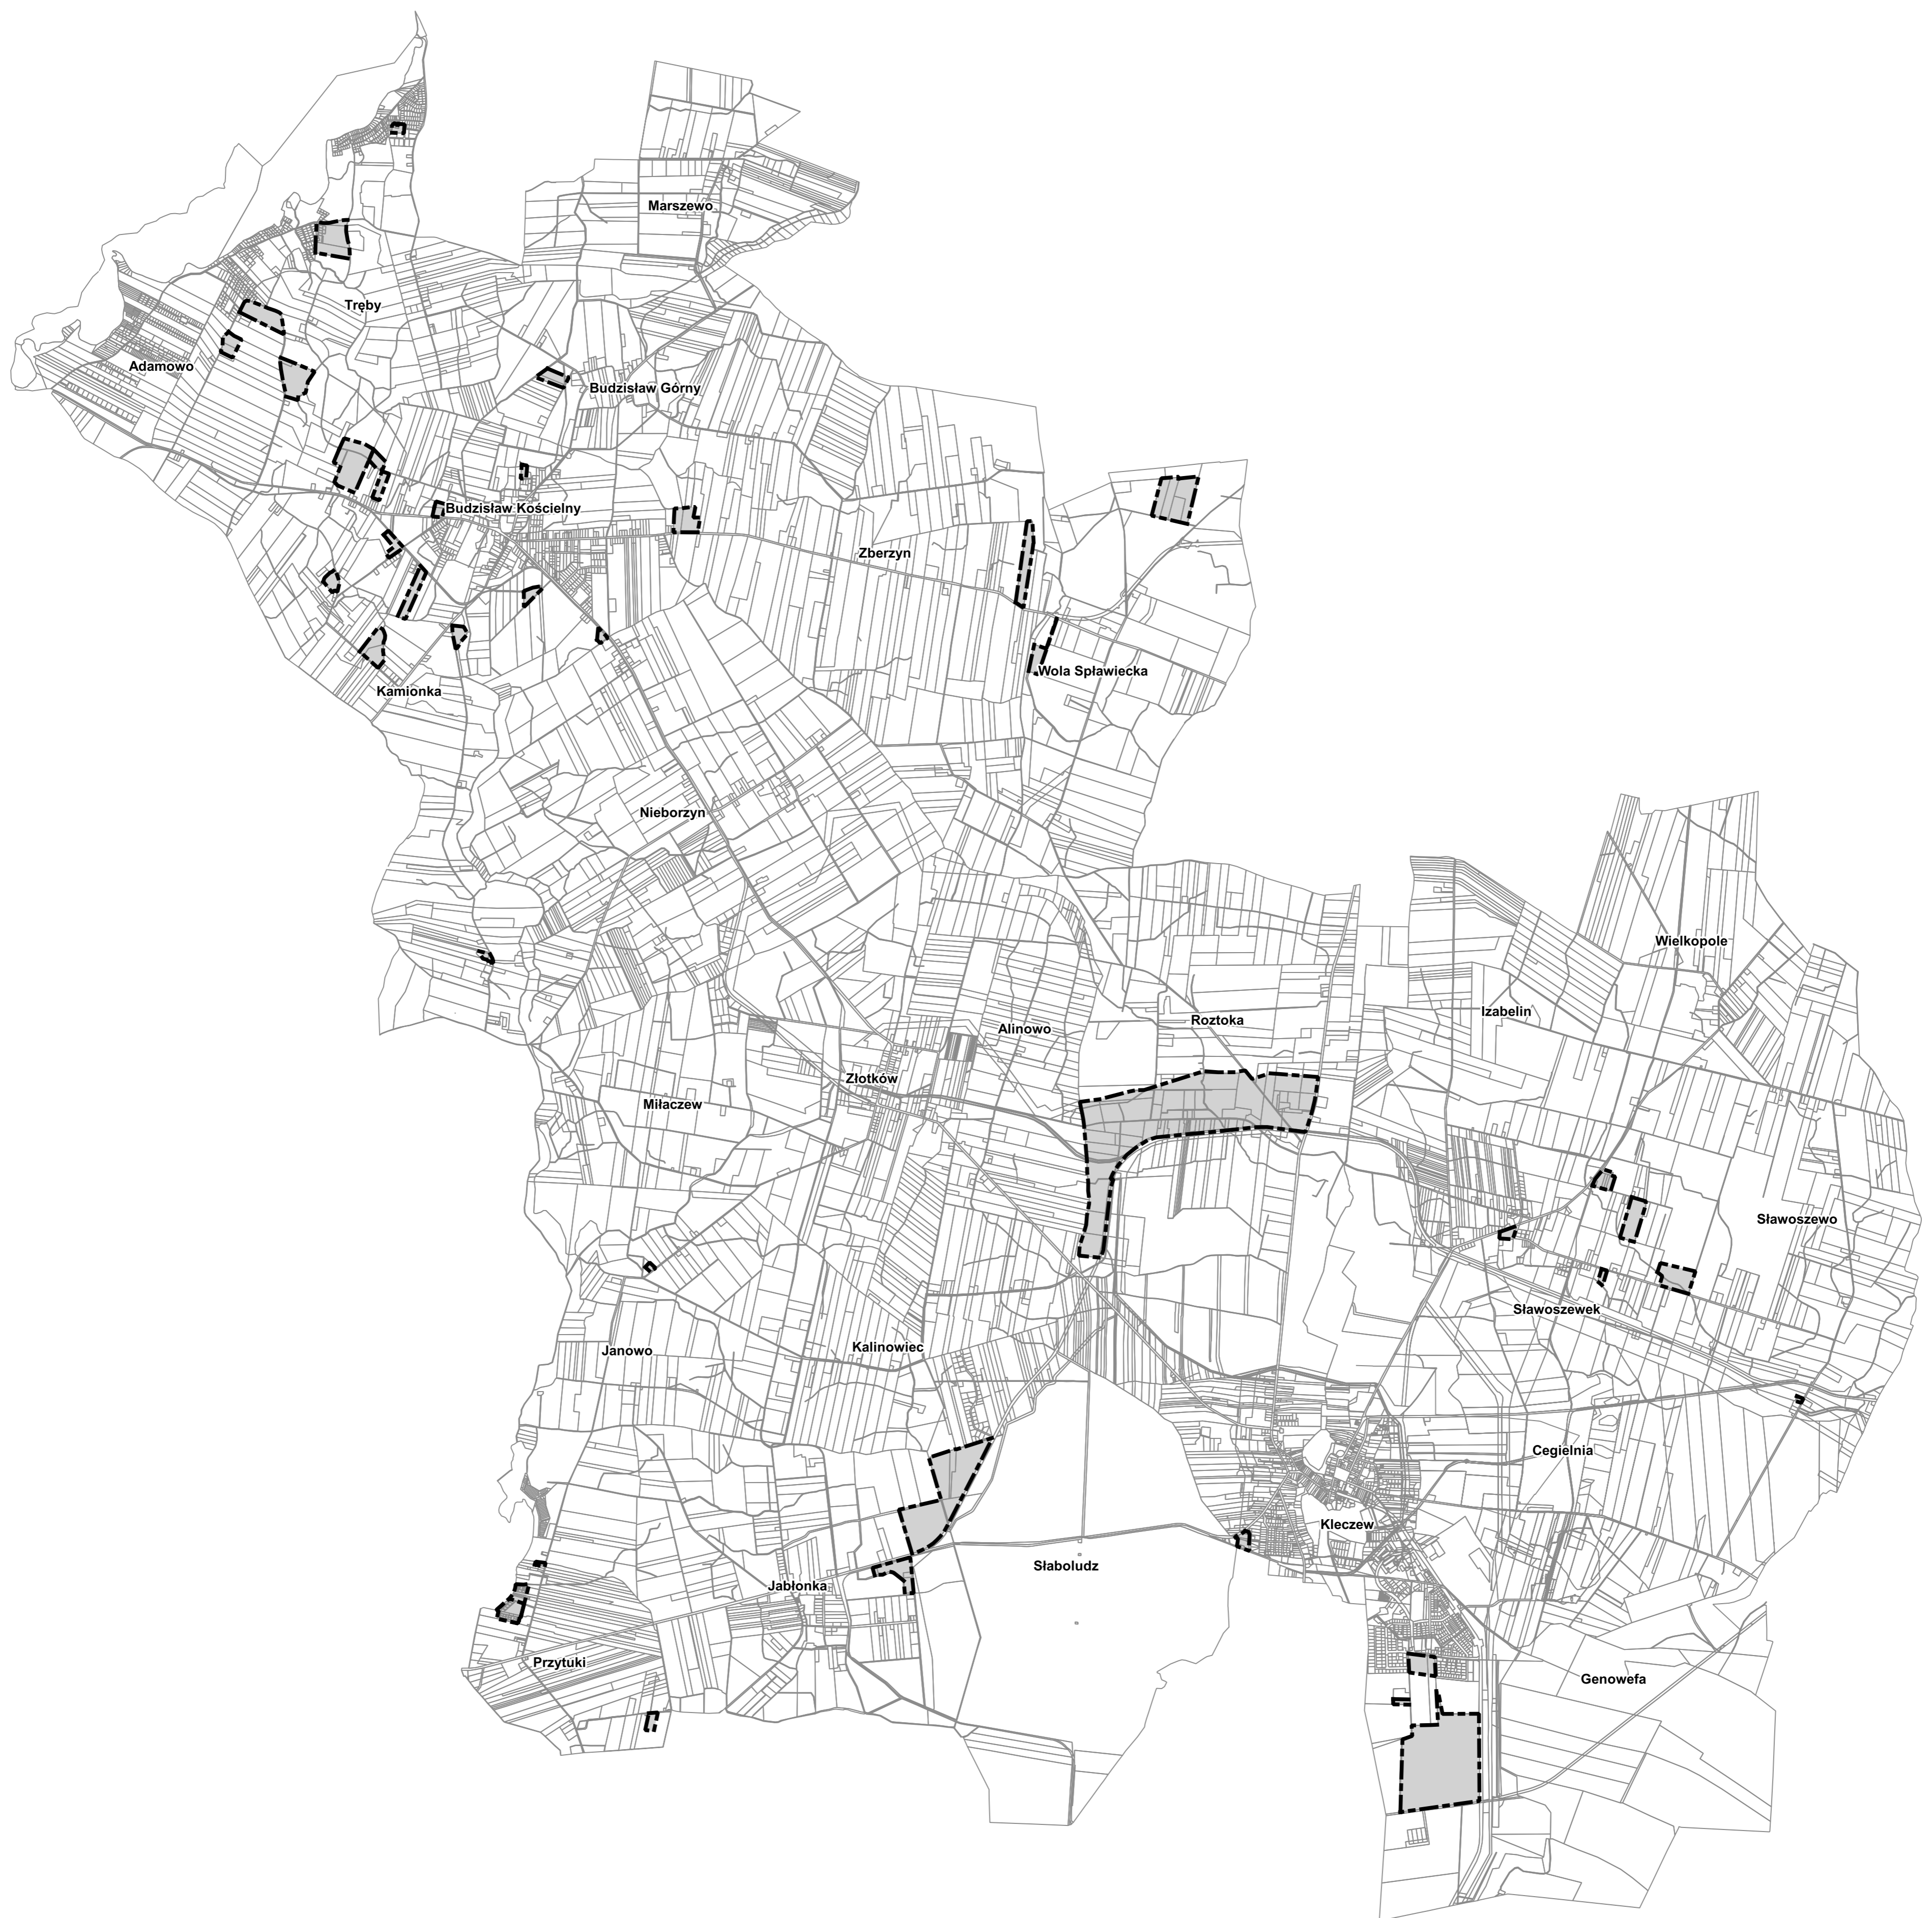 Marszewo
Tręby
Adamowo
Budzisław Górny
Budzisław Kościelny
Zberzyn
Wola Spławiecka
Kamionka
Nieborzyn
Wielkopole
Izabelin
Roztoka
Alinowo
Złotków
Miłaczew
Sławoszewo
Sławoszewek
Kalinowiec
Janowo
Cegielnia
Kleczew
Słaboludz
Jabłonka
Przytuki
Genowefa